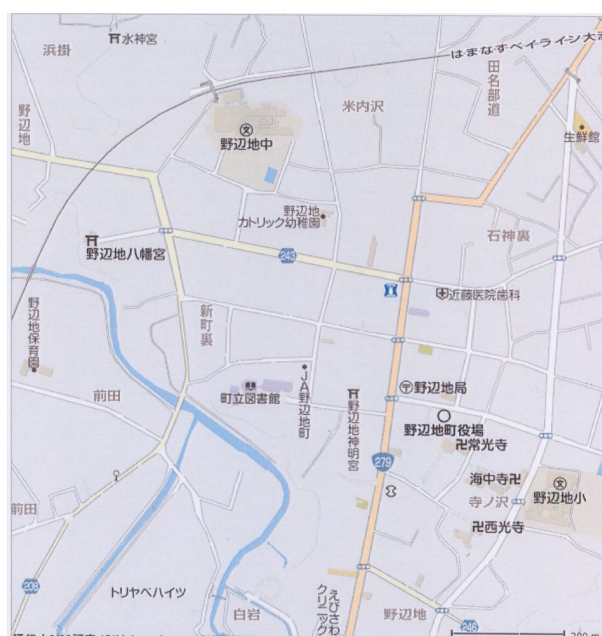 浜掛
水神宮
はまなすベイライン大湊
田名部道
野辺地
米内沢
生鮮館
野辺地中
野辺地
カトリック幼稚園
石神裏
野辺地八幡宮
243
近藤医院歯科
野辺地保育園
新町裏
JA野辺地町
野辺地局
前田
町立図書館
野辺地神明宮
野辺地町役場
卍常光寺
279
海中寺卍
野辺地小
寺ノ沢
前田
卍西光寺
208
トリヤベハイツ
えびさわ
クリニック
白岩
野辺地
248